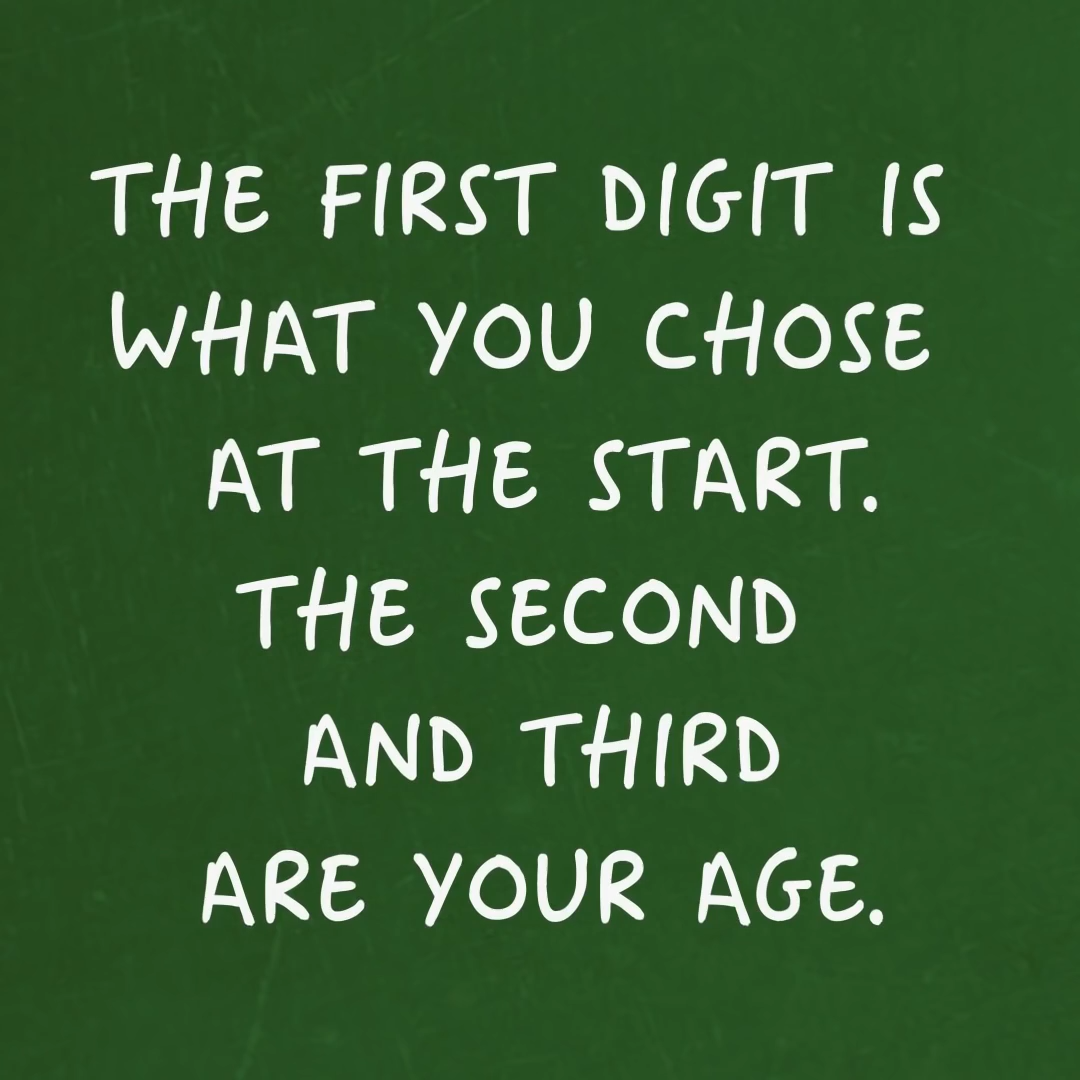 THE FIRST DIGIT IS
WHAT YOU CHOSE
AT THE START.
THE SECOND
AND THIRD
ARE YOUR AGE.